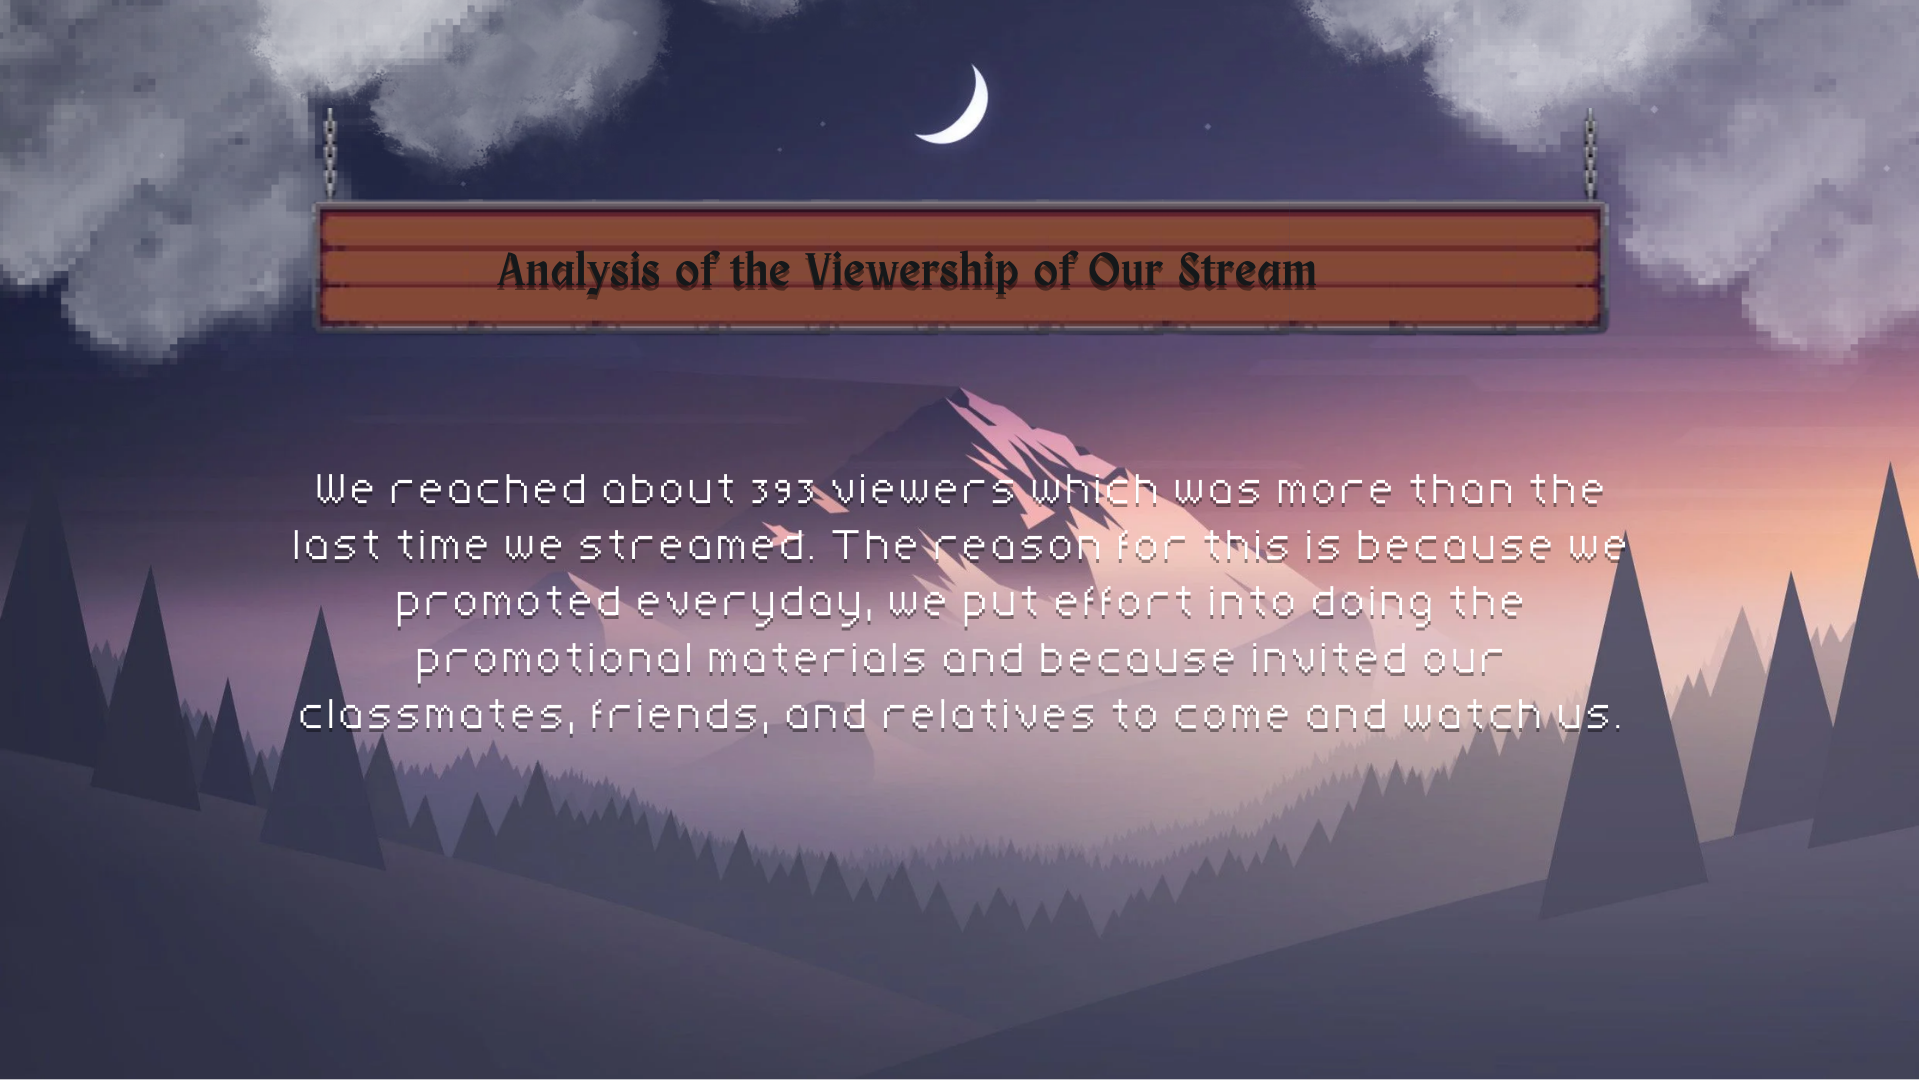 Analysis of the Viewership of Our Stream
We reached about 393 viewers which was more than the
last time we streamed. The reason for this is because we
promoted everyday, we put effort into doing the
promotional materials and because invited our
classmates, friends, and relatives to come and watch us.